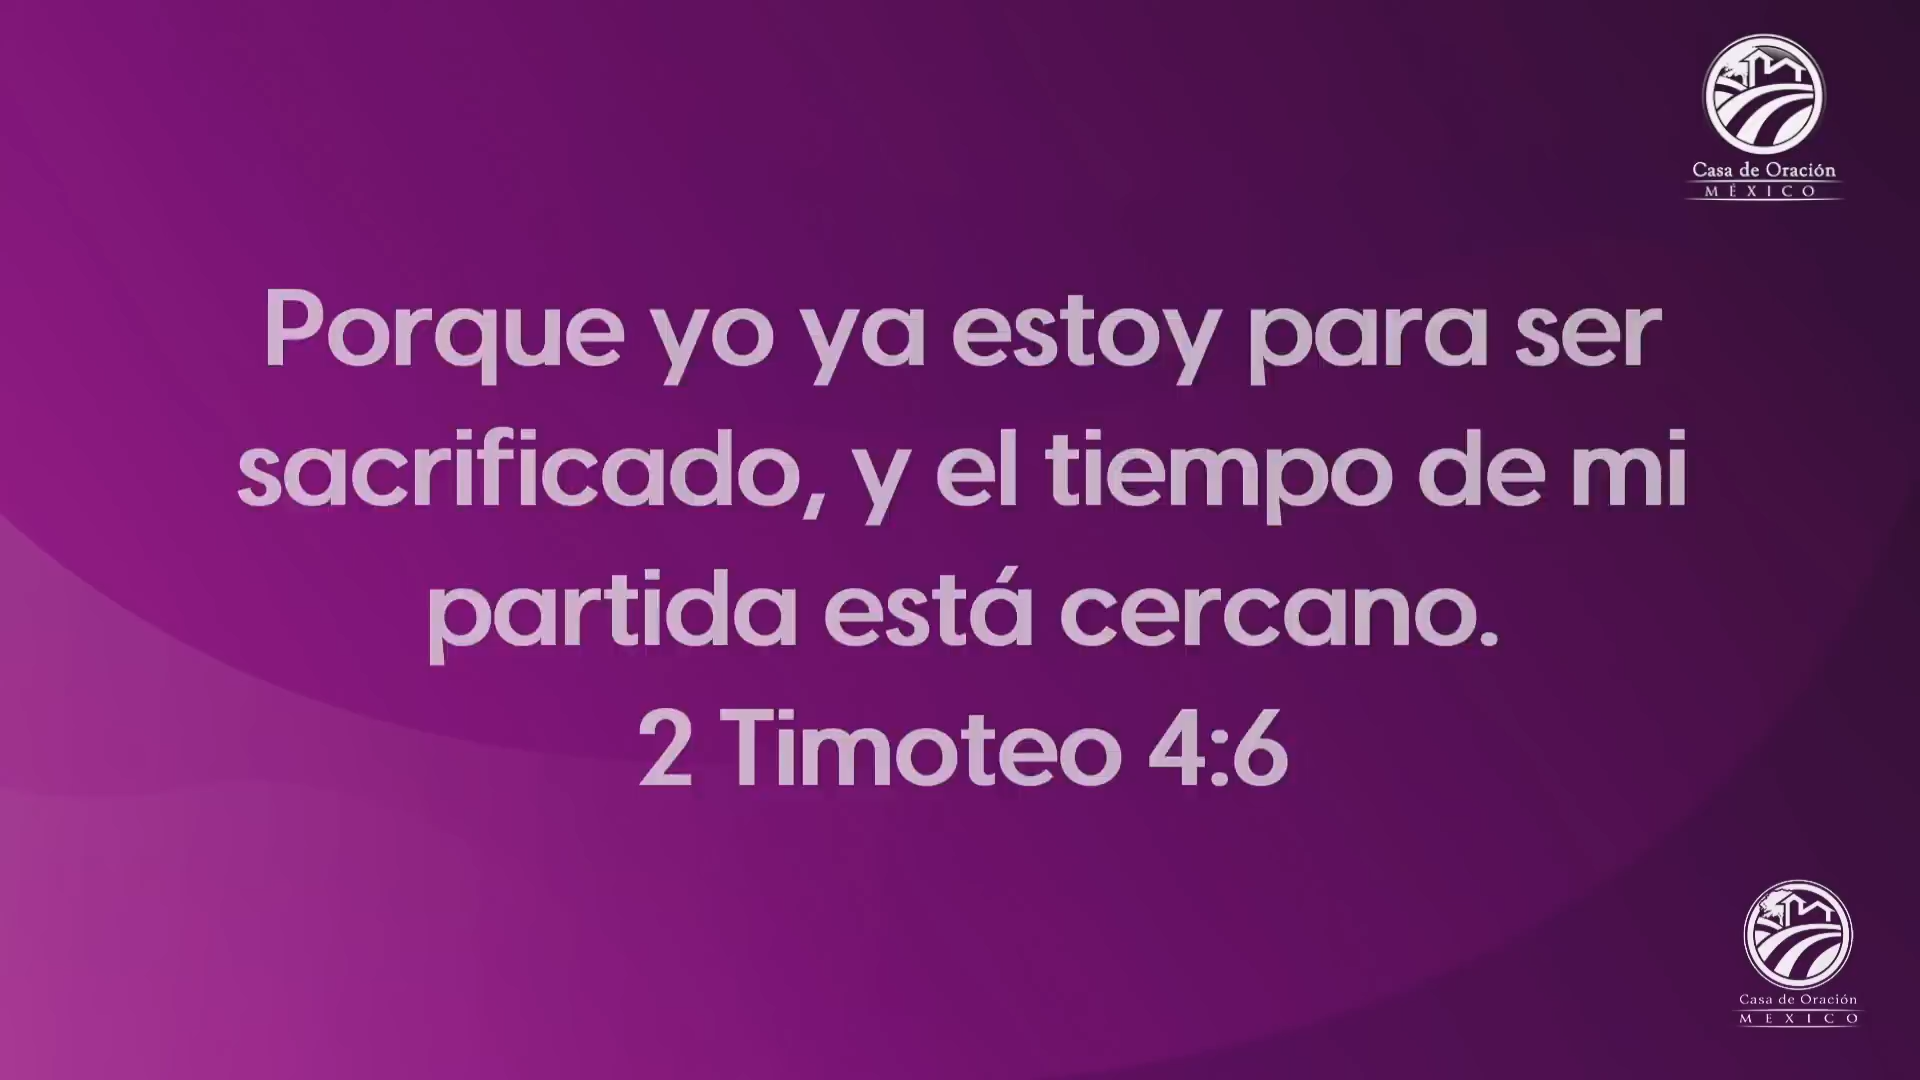 Casa de Oración
MÉXICO
Porque yo ya estoy para ser
sacrificado, y el tiempo de mi
partida está cercano.
2 Timoteo 4:6
Casa de Oración
MEXICO